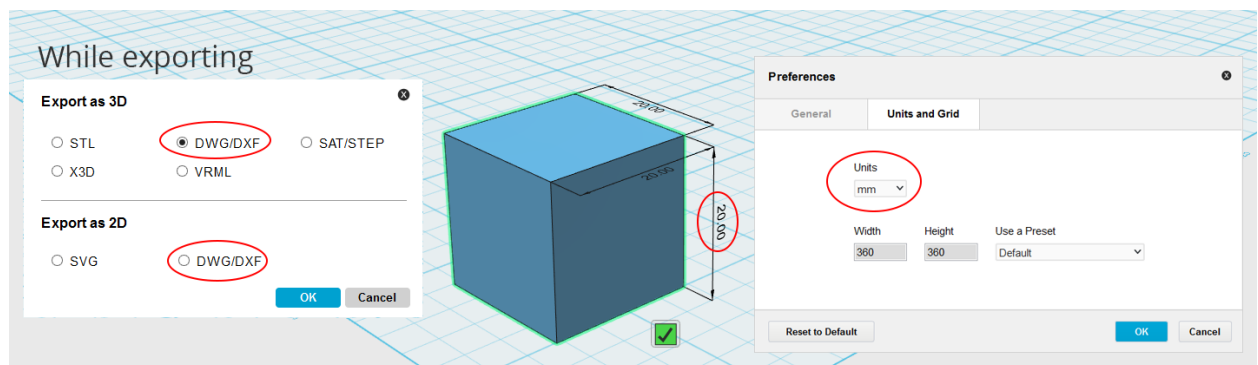 While exporting
Export as 3D
STL DWG/DXF SAT/STEP
X3D VRML
Export as 2D
SVG DWG/DXF
OK Cancel
20.00
20.00
20.00
Preferences
General Units and Grid
Units
mm
Width Height Use a Preset
360 360 Default
Reset to Default OK Cancel